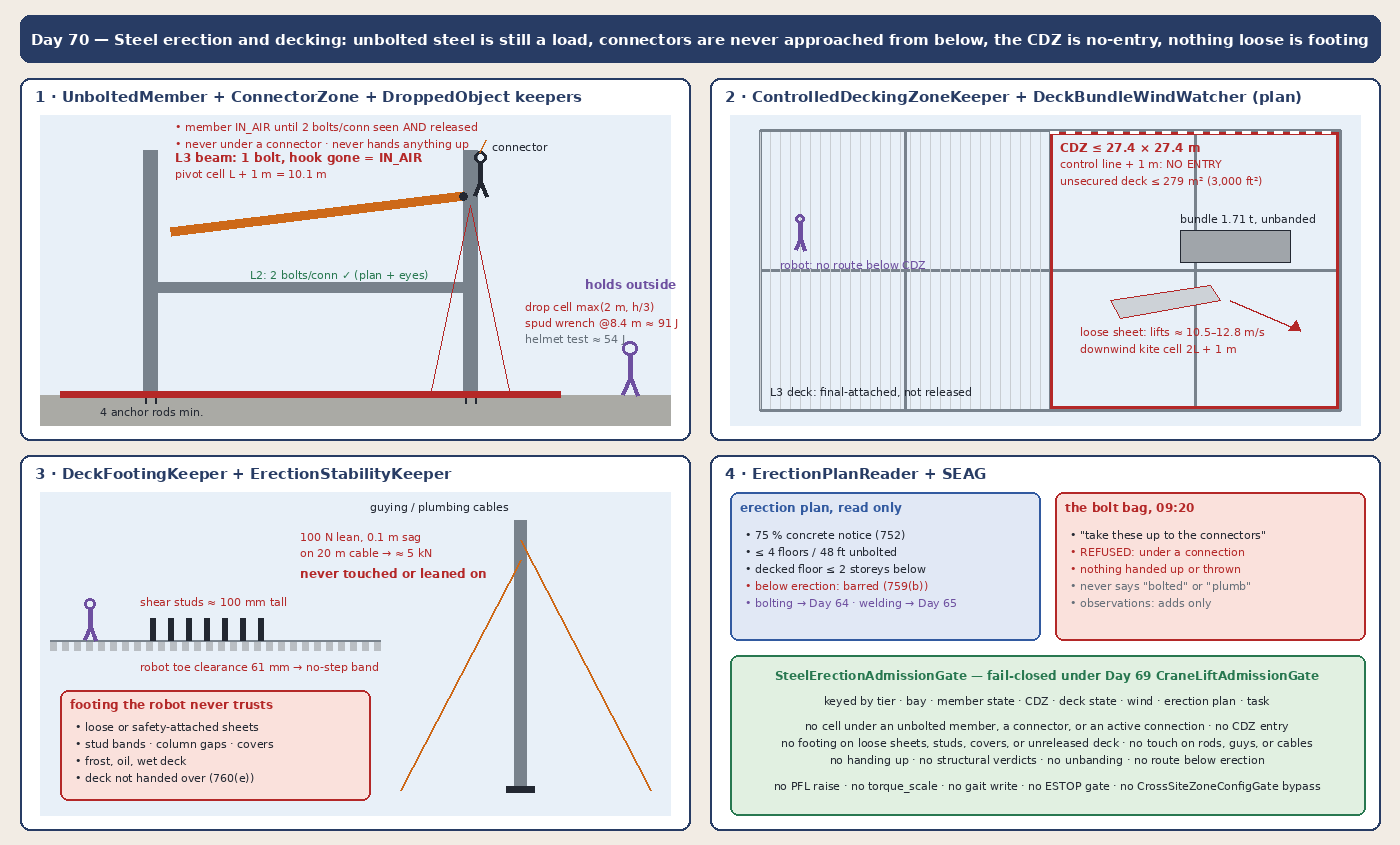 Day 70 — Steel erection and decking: unbolted steel is still a load, connectors are never approached from below, the CDZ is no-entry, nothing loose is footing
1 · UnboltedMember + ConnectorZone + DroppedObject keepers
• member IN_AIR until 2 bolts/conn seen AND released
• never under a connector · never hands anything up
L3 beam: 1 bolt, hook gone = IN_AIR
pivot cell L + 1 m = 10.1 m
connector
L2: 2 bolts/conn ✓ (plan + eyes)
holds outside
drop cell max(2 m, h/3)
spud wrench @8.4 m ≈ 91 J
helmet test ≈ 54 J
4 anchor rods min.
2 · ControlledDeckingZoneKeeper + DeckBundleWindWatcher (plan)
CDZ ≤ 27.4 × 27.4 m
control line + 1 m: NO ENTRY
unsecured deck ≤ 279 m² (3,000 ft²)
bundle 1.71 t, unbanded
robot: no route below CDZ
loose sheet: lifts ≈ 10.5–12.8 m/s
downwind kite cell 2L + 1 m
L3 deck: final-attached, not released
3 · DeckFootingKeeper + ErectionStabilityKeeper
guying / plumbing cables
100 N lean, 0.1 m sag
on 20 m cable → ≈ 5 kN
never touched or leaned on
shear studs ≈ 100 mm tall
robot toe clearance 61 mm → no-step band
footing the robot never trusts
• loose or safety-attached sheets
• stud bands · column gaps · covers
• frost, oil, wet deck
• deck not handed over (760(e))
4 · ErectionPlanReader + SEAG
erection plan, read only
• 75 % concrete notice (752)
• ≤ 4 floors / 48 ft unbolted
• decked floor ≤ 2 storeys below
• below erection: barred (759(b))
• bolting → Day 64 · welding → Day 65
the bolt bag, 09:20
• "take these up to the connectors"
• REFUSED: under a connection
• nothing handed up or thrown
• never says "bolted" or "plumb"
• observations: adds only
SteelErectionAdmissionGate — fail-closed under Day 69 CraneLiftAdmissionGate
keyed by tier · bay · member state · CDZ · deck state · wind · erection plan · task
no cell under an unbolted member, a connector, or an active connection · no CDZ entry
no footing on loose sheets, studs, covers, or unreleased deck · no touch on rods, guys, or cables
no handing up · no structural verdicts · no unbanding · no route below erection
no PFL raise · no torque_scale · no gait write · no ESTOP gate · no CrossSiteZoneConfigGate bypass